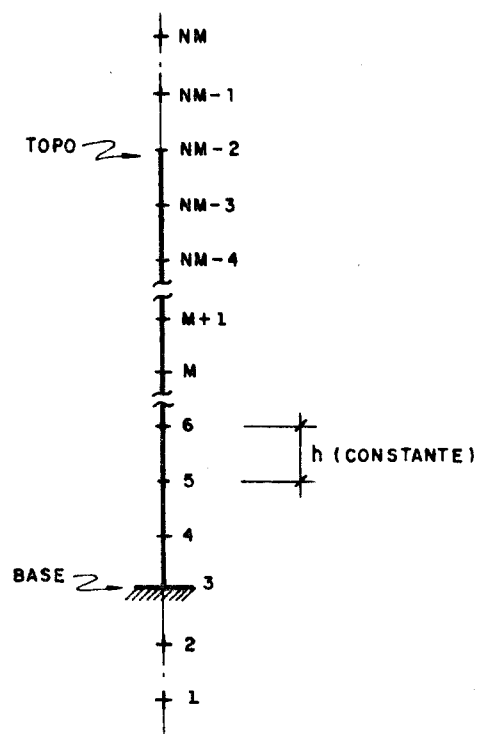 NM
NM-1
TOPO
NM-2
NM-3
NM-4
M+1
M
6
h (CONSTANTE)
5
4
BASE
3
2
1